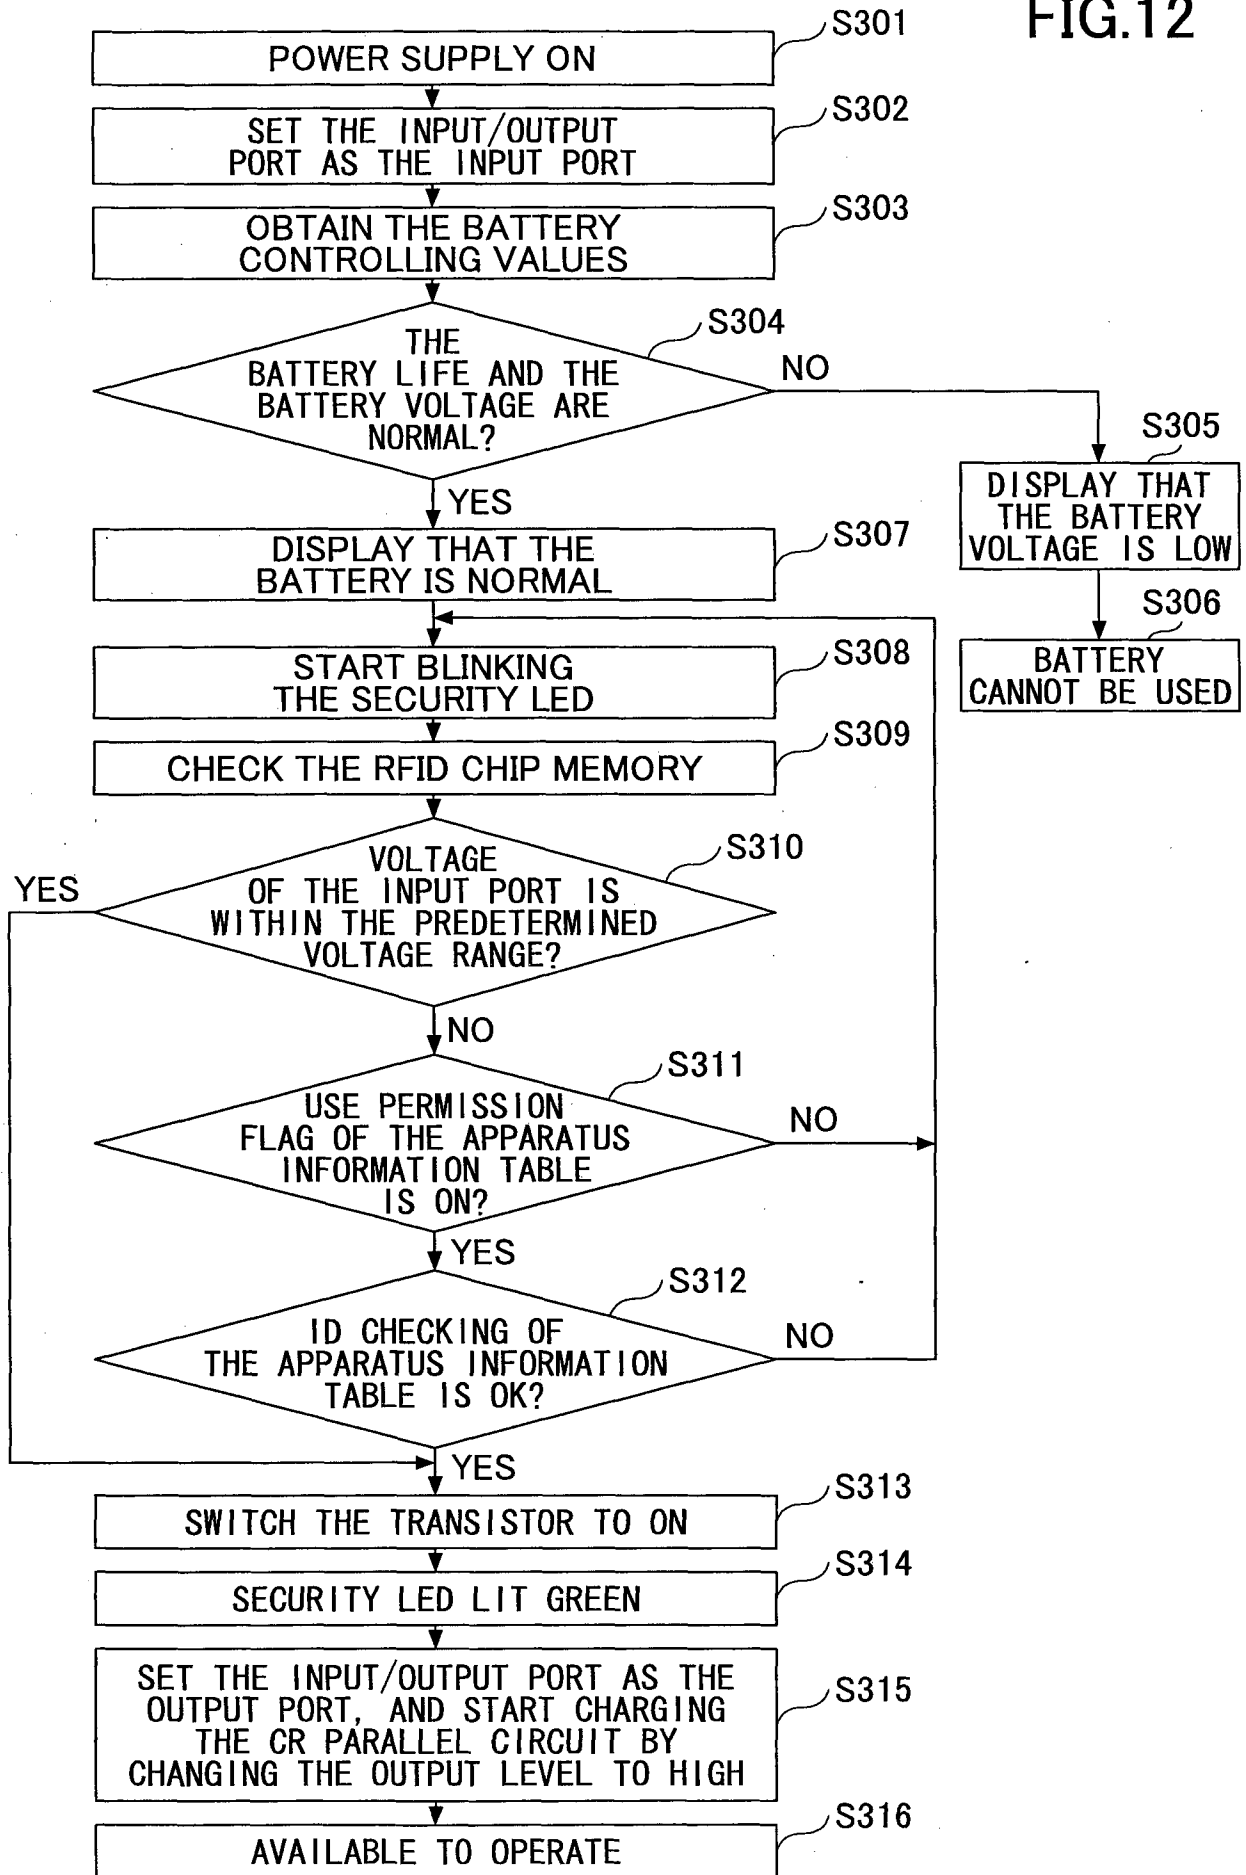 FIG.12
S301
POWER SUPPLY ON
S302
SET THE INPUT/OUTPUT
PORT AS THE INPUT PORT
S303
OBTAIN THE BATTERY
CONTROLLING VALUES
S304
THE
BATTERY LIFE AND THE
BATTERY VOLTAGE ARE
NORMAL?
NO
YES
S305
DISPLAY THAT
THE BATTERY
VOLTAGE IS LOW
S306
BATTERY
CANNOT BE USED
S307
DISPLAY THAT THE
BATTERY IS NORMAL
S308
START BLINKING
THE SECURITY LED
S309
CHECK THE RFID CHIP MEMORY
S310
VOLTAGE
OF THE INPUT PORT IS
WITHIN THE PREDETERMINED
VOLTAGE RANGE?
YES
NO
S311
USE PERMISSION
FLAG OF THE APPARATUS
INFORMATION TABLE
IS ON?
NO
YES
S312
ID CHECKING OF
THE APPARATUS INFORMATION
TABLE IS OK?
NO
YES
S313
SWITCH THE TRANSISTOR TO ON
S314
SECURITY LED LIT GREEN
S315
SET THE INPUT/OUTPUT PORT AS THE
OUTPUT PORT, AND START CHARGING
THE CR PARALLEL CIRCUIT BY
CHANGING THE OUTPUT LEVEL TO HIGH
S316
AVAILABLE TO OPERATE